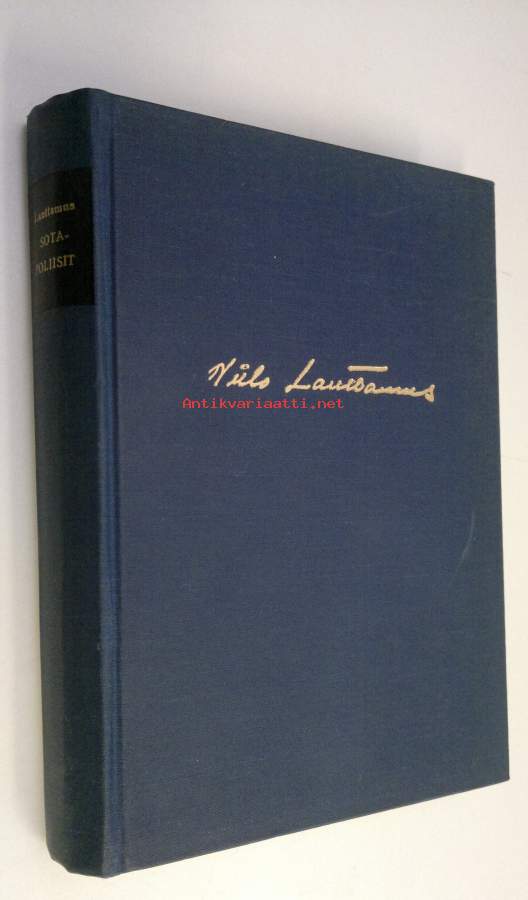 Lauttamus
SOTA-
POLIISIT
Niilo Lauttamus
Antikvariaatti.net